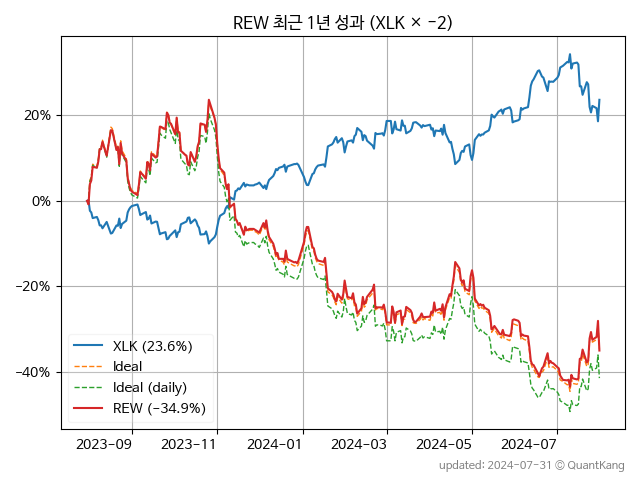 REW 최근 1년 성과 (XLK × −2)
20%
0%
−20%
−40%
XLK (23.6%)
Ideal
Ideal (daily)
REW (−34.9%)
2023-09 2023-11 2024-01 2024-03 2024-05 2024-07
updated: 2024-07-31 © QuantKang